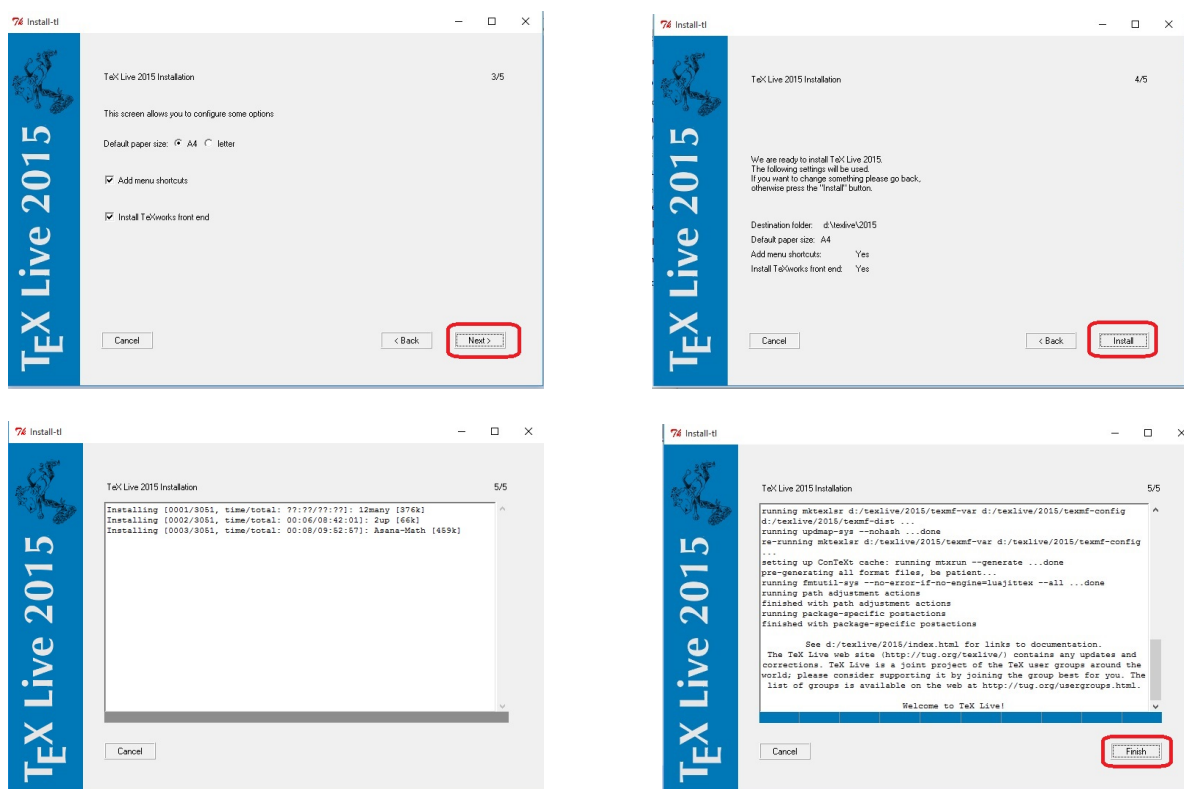 Install-tl
TeX Live 2015
TeX Live 2015 Installation 3/5
This screen allows you to configure some options
Default paper size: A4 letter
Add menu shortcuts
Install TeXworks front end
Cancel < Back Next >
Install-tl
TeX Live 2015
TeX Live 2015 Installation 4/5
We are ready to install TeX Live 2015.
The following settings will be used.
If you want to change something please go back,
otherwise press the "Install" button.
Destination folder: d:\texlive\2015
Default paper size: A4
Add menu shortcuts: Yes
Install TeXworks front end: Yes
Cancel < Back Install
Install-tl
TeX Live 2015
TeX Live 2015 Installation 5/5
Installing [0001/3051, time/total: ??:??/??:??]: 12many [376k]
Installing [0002/3051, time/total: 00:06/08:42:01]: 2up [66k]
Installing [0003/3051, time/total: 00:08/09:52:57]: Asana-Math [459k]
Cancel
Install-tl
TeX Live 2015
TeX Live 2015 Installation 5/5
running mktexlsr d:/texlive/2015/texmf-var d:/texlive/2015/texmf-config
d:/texlive/2015/texmf-dist ...
running updmap-sys --nohash ...done
re-running mktexlsr d:/texlive/2015/texmf-var d:/texlive/2015/texmf-config
...
setting up ConTeXt cache: running mtxrun --generate ...done
pre-generating all format files, be patient...
running fmtutil-sys --no-error-if-no-engine=luajittex --all ...done
running path adjustment actions
finished with path adjustment actions
running package-specific postactions
finished with package-specific postactions
See d:/texlive/2015/index.html for links to documentation.
The TeX Live web site (http://tug.org/texlive/) contains any updates and
corrections. TeX Live is a joint project of the TeX user groups around the
world; please consider supporting it by joining the group best for you. The
list of groups is available on the web at http://tug.org/usergroups.html.
Welcome to TeX Live!
Cancel Finish